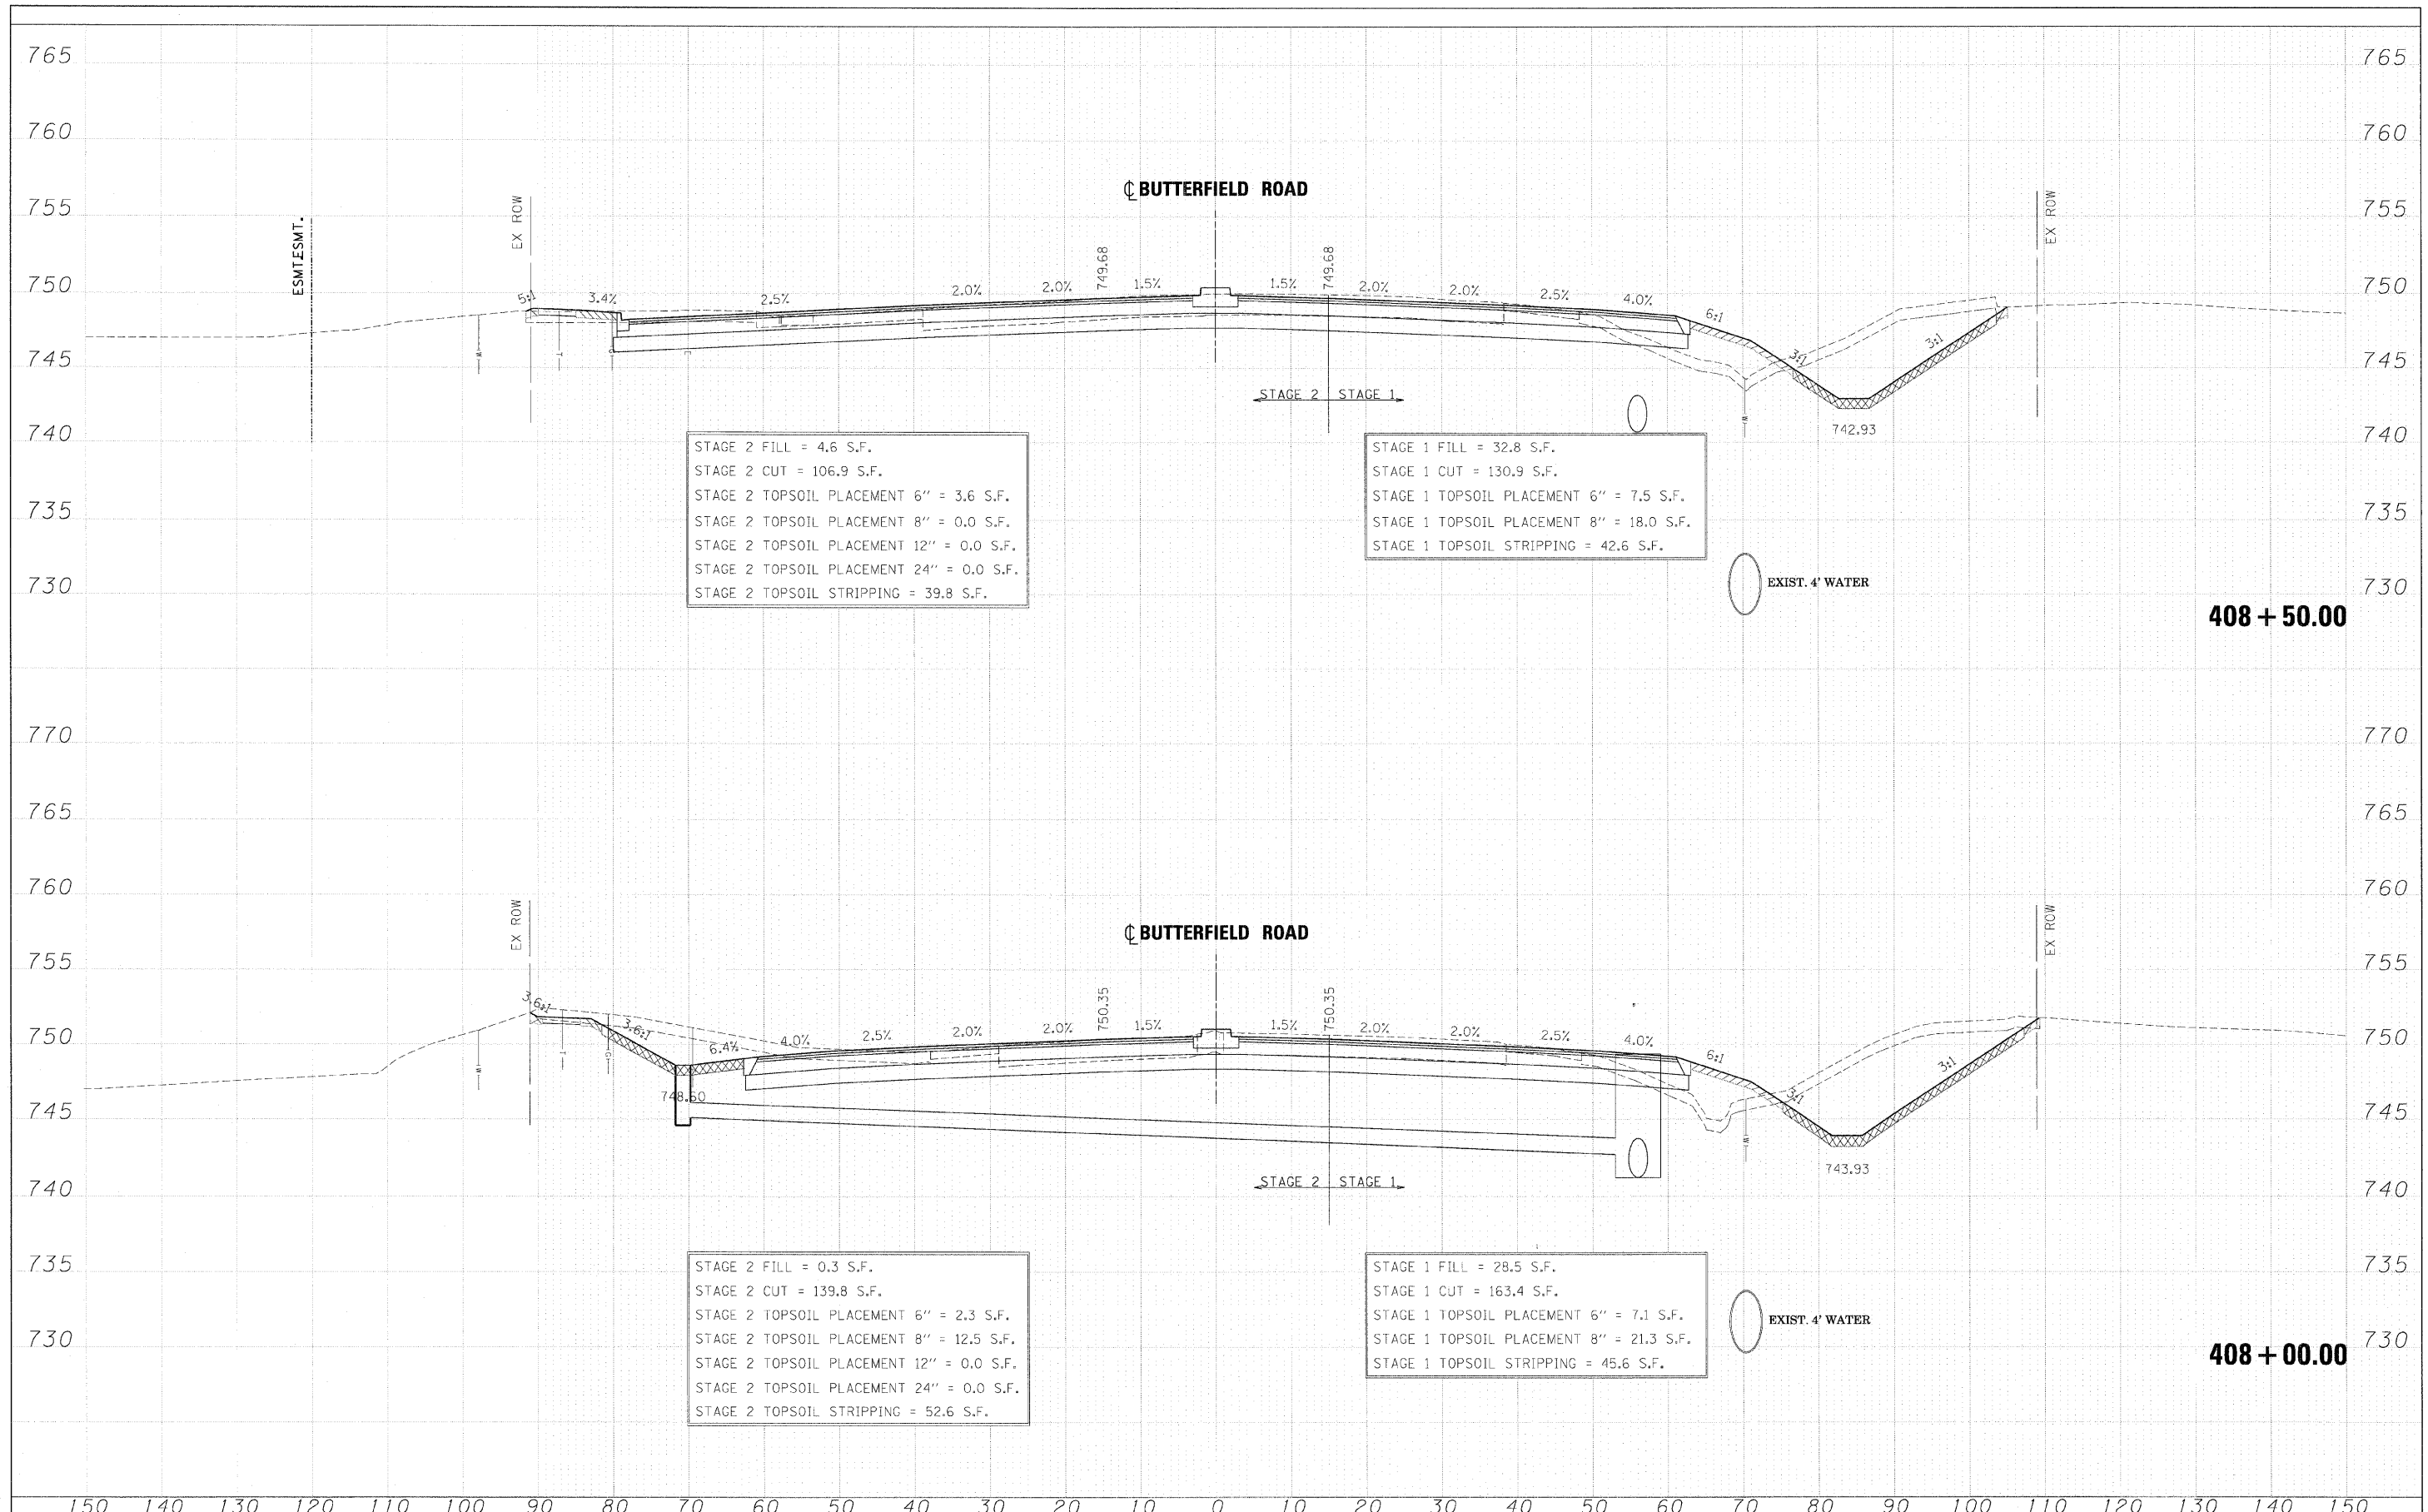 765 765
760 760
℄ BUTTERFIELD ROAD
755 755
EX ROW
EX ROW
ESMT.ESMT.
749.68
749.68
750 750
5:1 3.4% 2.5% 2.0% 2.0% 1.5% 1.5% 2.0% 2.0% 2.5% 4.0% 6:1
3:1 3:1
745 745
W T G
W
STAGE 2 STAGE 1
742.93
740 740
STAGE 2 FILL = 4.6 S.F.
STAGE 2 CUT = 106.9 S.F.
STAGE 2 TOPSOIL PLACEMENT 6'' = 3.6 S.F.
STAGE 2 TOPSOIL PLACEMENT 8'' = 0.0 S.F.
STAGE 2 TOPSOIL PLACEMENT 12'' = 0.0 S.F.
STAGE 2 TOPSOIL PLACEMENT 24'' = 0.0 S.F.
STAGE 2 TOPSOIL STRIPPING = 39.8 S.F.
STAGE 1 FILL = 32.8 S.F.
STAGE 1 CUT = 130.9 S.F.
STAGE 1 TOPSOIL PLACEMENT 6'' = 7.5 S.F.
STAGE 1 TOPSOIL PLACEMENT 8'' = 18.0 S.F.
STAGE 1 TOPSOIL STRIPPING = 42.6 S.F.
735 735
EXIST. 4' WATER
730 730
408 + 50.00
770 770
765 765
760 760
EX ROW
EX ROW
℄ BUTTERFIELD ROAD
755 755
750.35
750.35
3.6:1 3.6:1 6.4% 4.0% 2.5% 2.0% 2.0% 1.5% 1.5% 2.0% 2.0% 2.5% 4.0% 6:1
750 750
3:1 3:1
W T G
W
748.60
745 745
743.93
STAGE 2 STAGE 1
740 740
STAGE 2 FILL = 0.3 S.F.
STAGE 2 CUT = 139.8 S.F.
STAGE 2 TOPSOIL PLACEMENT 6'' = 2.3 S.F.
STAGE 2 TOPSOIL PLACEMENT 8'' = 12.5 S.F.
STAGE 2 TOPSOIL PLACEMENT 12'' = 0.0 S.F.
STAGE 2 TOPSOIL PLACEMENT 24'' = 0.0 S.F.
STAGE 2 TOPSOIL STRIPPING = 52.6 S.F.
STAGE 1 FILL = 28.5 S.F.
STAGE 1 CUT = 163.4 S.F.
STAGE 1 TOPSOIL PLACEMENT 6'' = 7.1 S.F.
STAGE 1 TOPSOIL PLACEMENT 8'' = 21.3 S.F.
STAGE 1 TOPSOIL STRIPPING = 45.6 S.F.
735 735
EXIST. 4' WATER
730 730
408 + 00.00
150 140 130 120 110 100 90 80 70 60 50 40 30 20 10 0 10 20 30 40 50 60 70 80 90 100 110 120 130 140 150